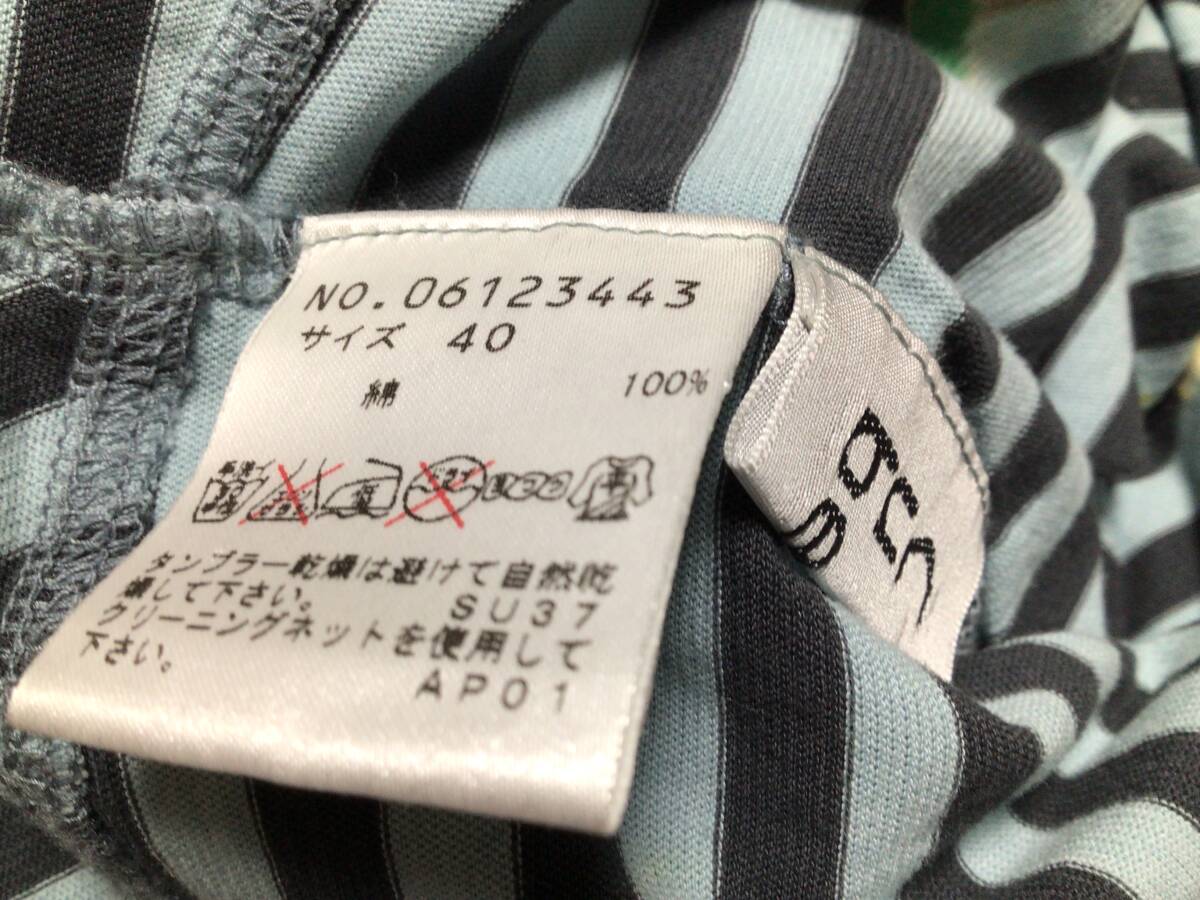 NO.06123443
サイズ 40
綿 100%
中
タンブラー乾燥は避けて自然乾
燥して下さい。
SU37
クリーニングネットを使用して
下さい。
AP01